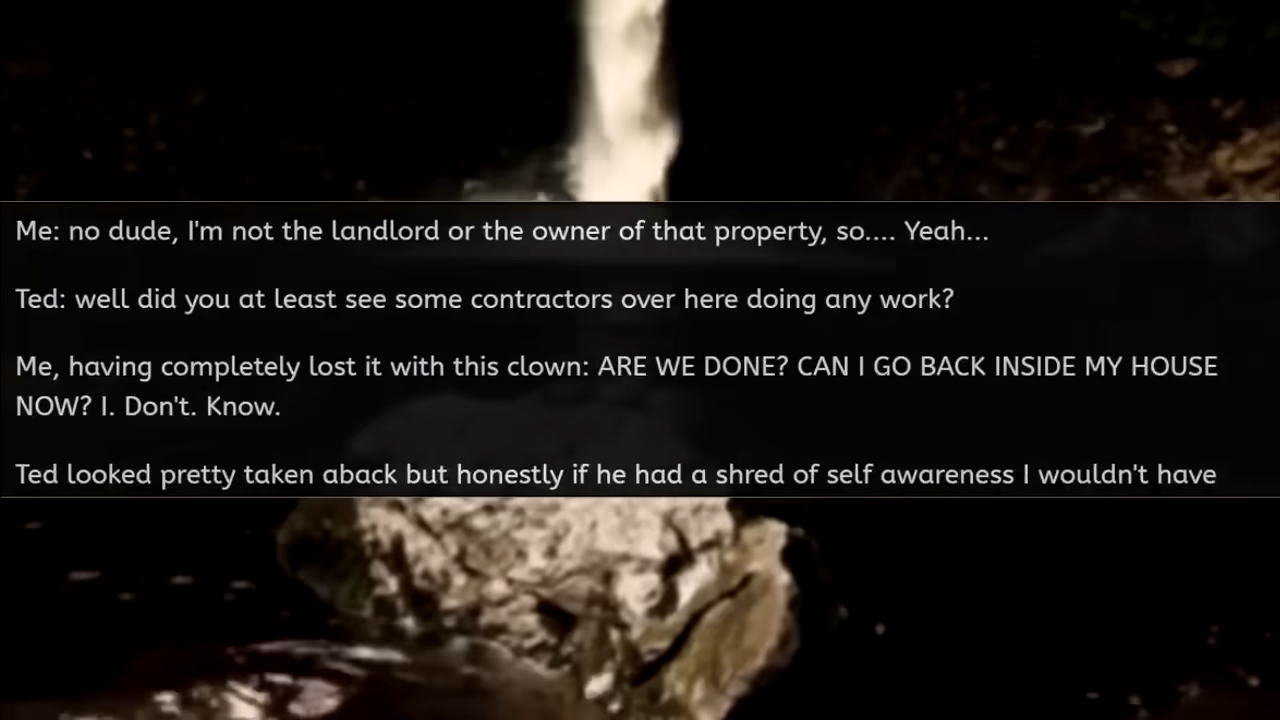 Me: no dude, I'm not the landlord or the owner of that property, so.... Yeah...
Ted: well did you at least see some contractors over here doing any work?
Me, having completely lost it with this clown: ARE WE DONE? CAN I GO BACK INSIDE MY HOUSE
NOW? I. Don't. Know.
Ted looked pretty taken aback but honestly if he had a shred of self awareness I wouldn't have